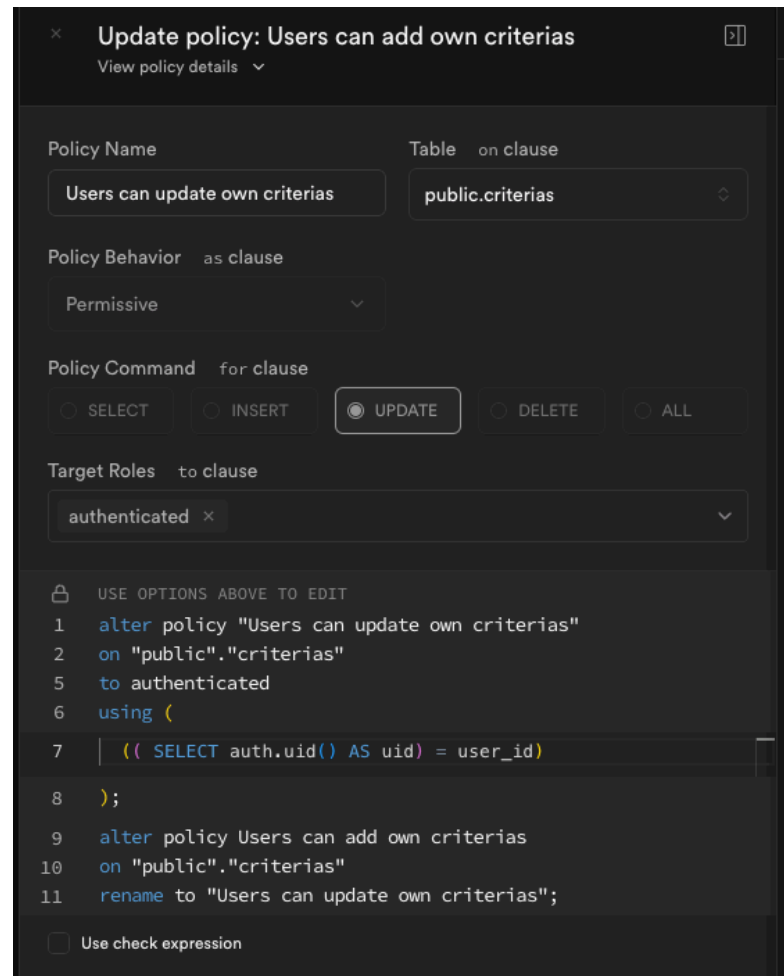 Update policy: Users can add own criterias
View policy details
Policy Name
Table on clause
Users can update own criterias
public.criterias
Policy Behavior as clause
Permissive
Policy Command for clause
SELECT INSERT UPDATE DELETE ALL
Target Roles to clause
authenticated ×
USE OPTIONS ABOVE TO EDIT
1 alter policy "Users can update own criterias"
2 on "public"."criterias"
5 to authenticated
6 using (
7 (( SELECT auth.uid() AS uid) = user_id)
8 );
9 alter policy Users can add own criterias
10 on "public"."criterias"
11 rename to "Users can update own criterias";
Use check expression